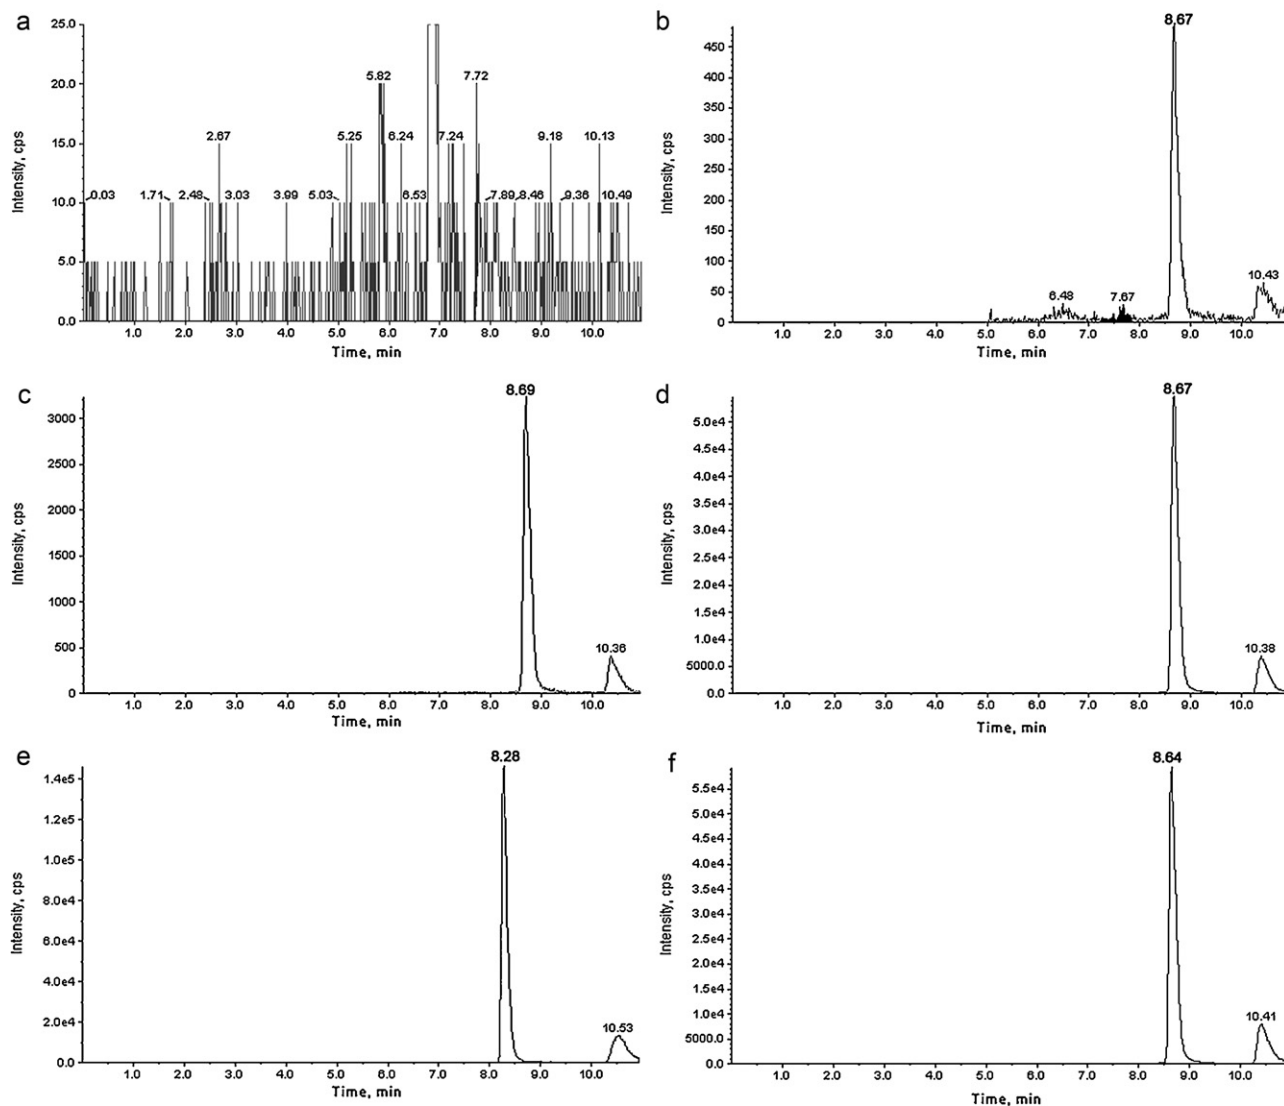 a
25.0
20.0
15.0
10.0
5.0
0.0
Intensity, cps
0.03
1.71
2.48
2.67
3.03
3.99
5.03
5.25
5.82
6.24
6.53
7.24
7.72
7.89
8.46
9.18
9.36
10.13
10.49
1.0 2.0 3.0 4.0 5.0 6.0 7.0 8.0 9.0 10.0
Time, min
b
450
400
350
300
250
200
150
100
50
0
Intensity, cps
6.48
7.67
8.67
10.43
1.0 2.0 3.0 4.0 5.0 6.0 7.0 8.0 9.0 10.0
Time, min
c
3000
2500
2000
1500
1000
500
0
Intensity, cps
8.69
10.36
1.0 2.0 3.0 4.0 5.0 6.0 7.0 8.0 9.0 10.0
Time, min
d
5.0e4
4.5e4
4.0e4
3.5e4
3.0e4
2.5e4
2.0e4
1.5e4
1.0e4
5000.0
0.0
Intensity, cps
8.67
10.38
1.0 2.0 3.0 4.0 5.0 6.0 7.0 8.0 9.0 10.0
Time, min
e
1.4e5
1.2e5
1.0e5
8.0e4
6.0e4
4.0e4
2.0e4
0.0
Intensity, cps
8.28
10.53
1.0 2.0 3.0 4.0 5.0 6.0 7.0 8.0 9.0 10.0
Time, min
f
5.5e4
5.0e4
4.5e4
4.0e4
3.5e4
3.0e4
2.5e4
2.0e4
1.5e4
1.0e4
5000.0
0.0
Intensity, cps
8.64
10.41
1.0 2.0 3.0 4.0 5.0 6.0 7.0 8.0 9.0 10.0
Time, min